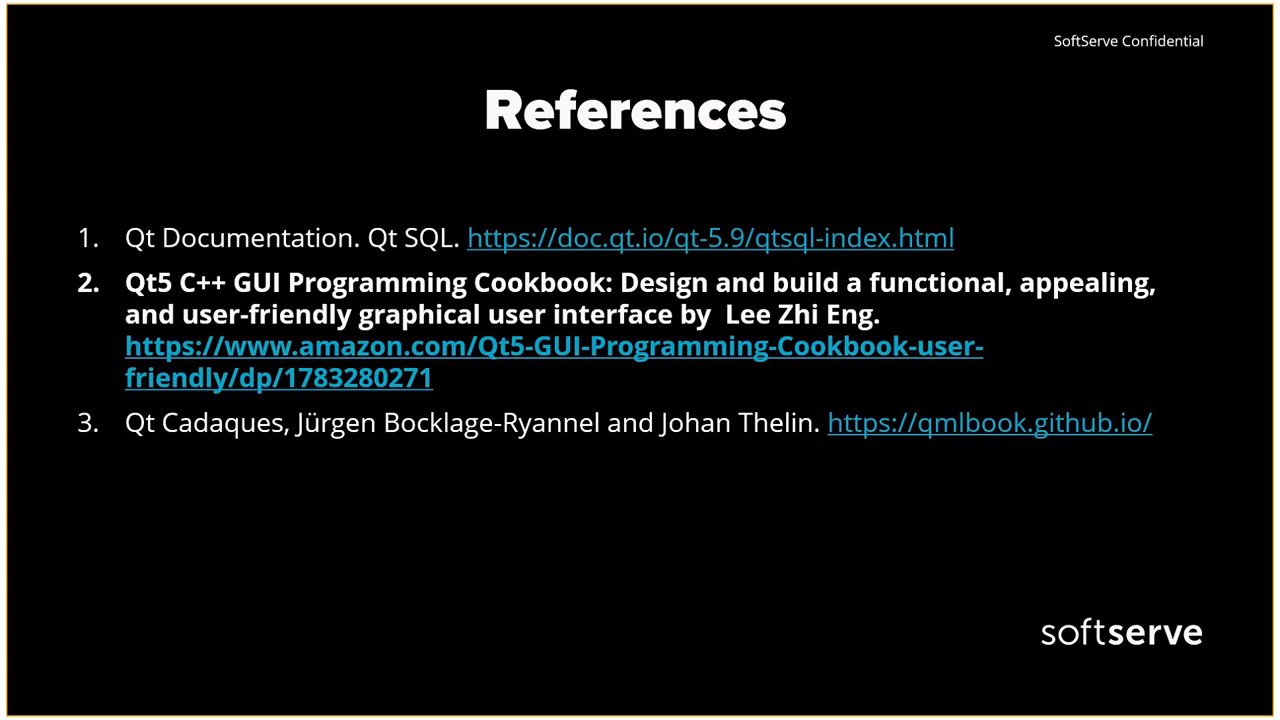 SoftServe Confidential
References
1. Qt Documentation. Qt SQL. https://doc.qt.io/qt-5.9/qtsql-index.html
2. Qt5 C++ GUI Programming Cookbook: Design and build a functional, appealing,
and user-friendly graphical user interface by  Lee Zhi Eng.
https://www.amazon.com/Qt5-GUI-Programming-Cookbook-user-
friendly/dp/1783280271
3. Qt Cadaques, Jürgen Bocklage-Ryannel and Johan Thelin. https://qmlbook.github.io/
softserve